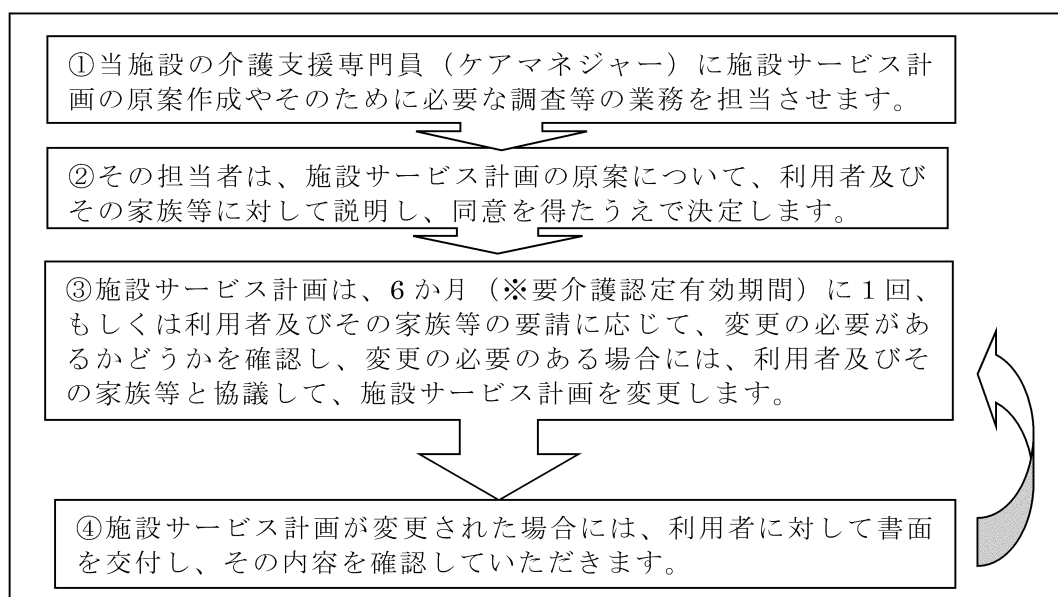 ①当施設の介護支援専門員（ケアマネジャー）に施設サービス計
画の原案作成やそのために必要な調査等の業務を担当させます。
②その担当者は、施設サービス計画の原案について、利用者及び
その家族等に対して説明し、同意を得たうえで決定します。
③施設サービス計画は、6か月（※要介護認定有効期間）に1回、
もしくは利用者及びその家族等の要請に応じて、変更の必要があ
るかどうかを確認し、変更の必要のある場合には、利用者及びそ
の家族等と協議して、施設サービス計画を変更します。
④施設サービス計画が変更された場合には、利用者に対して書面
を交付し、その内容を確認していただきます。